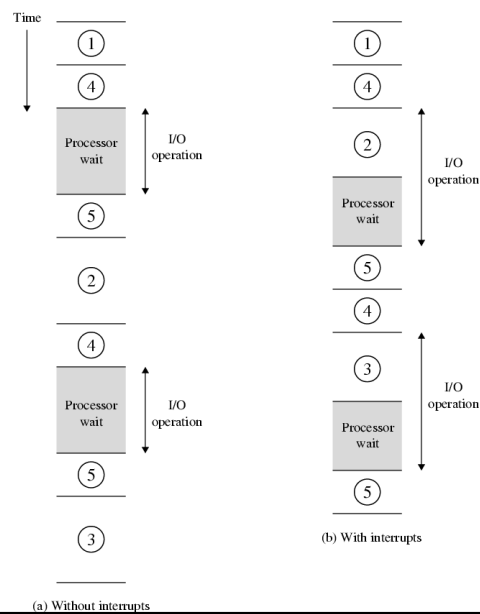 Time
1
4
Processor
wait
I/O
operation
5
2
4
Processor
wait
I/O
operation
5
3
(a) Without interrupts
1
4
2
I/O
operation
Processor
wait
5
4
3
I/O
operation
Processor
wait
5
(b) With interrupts